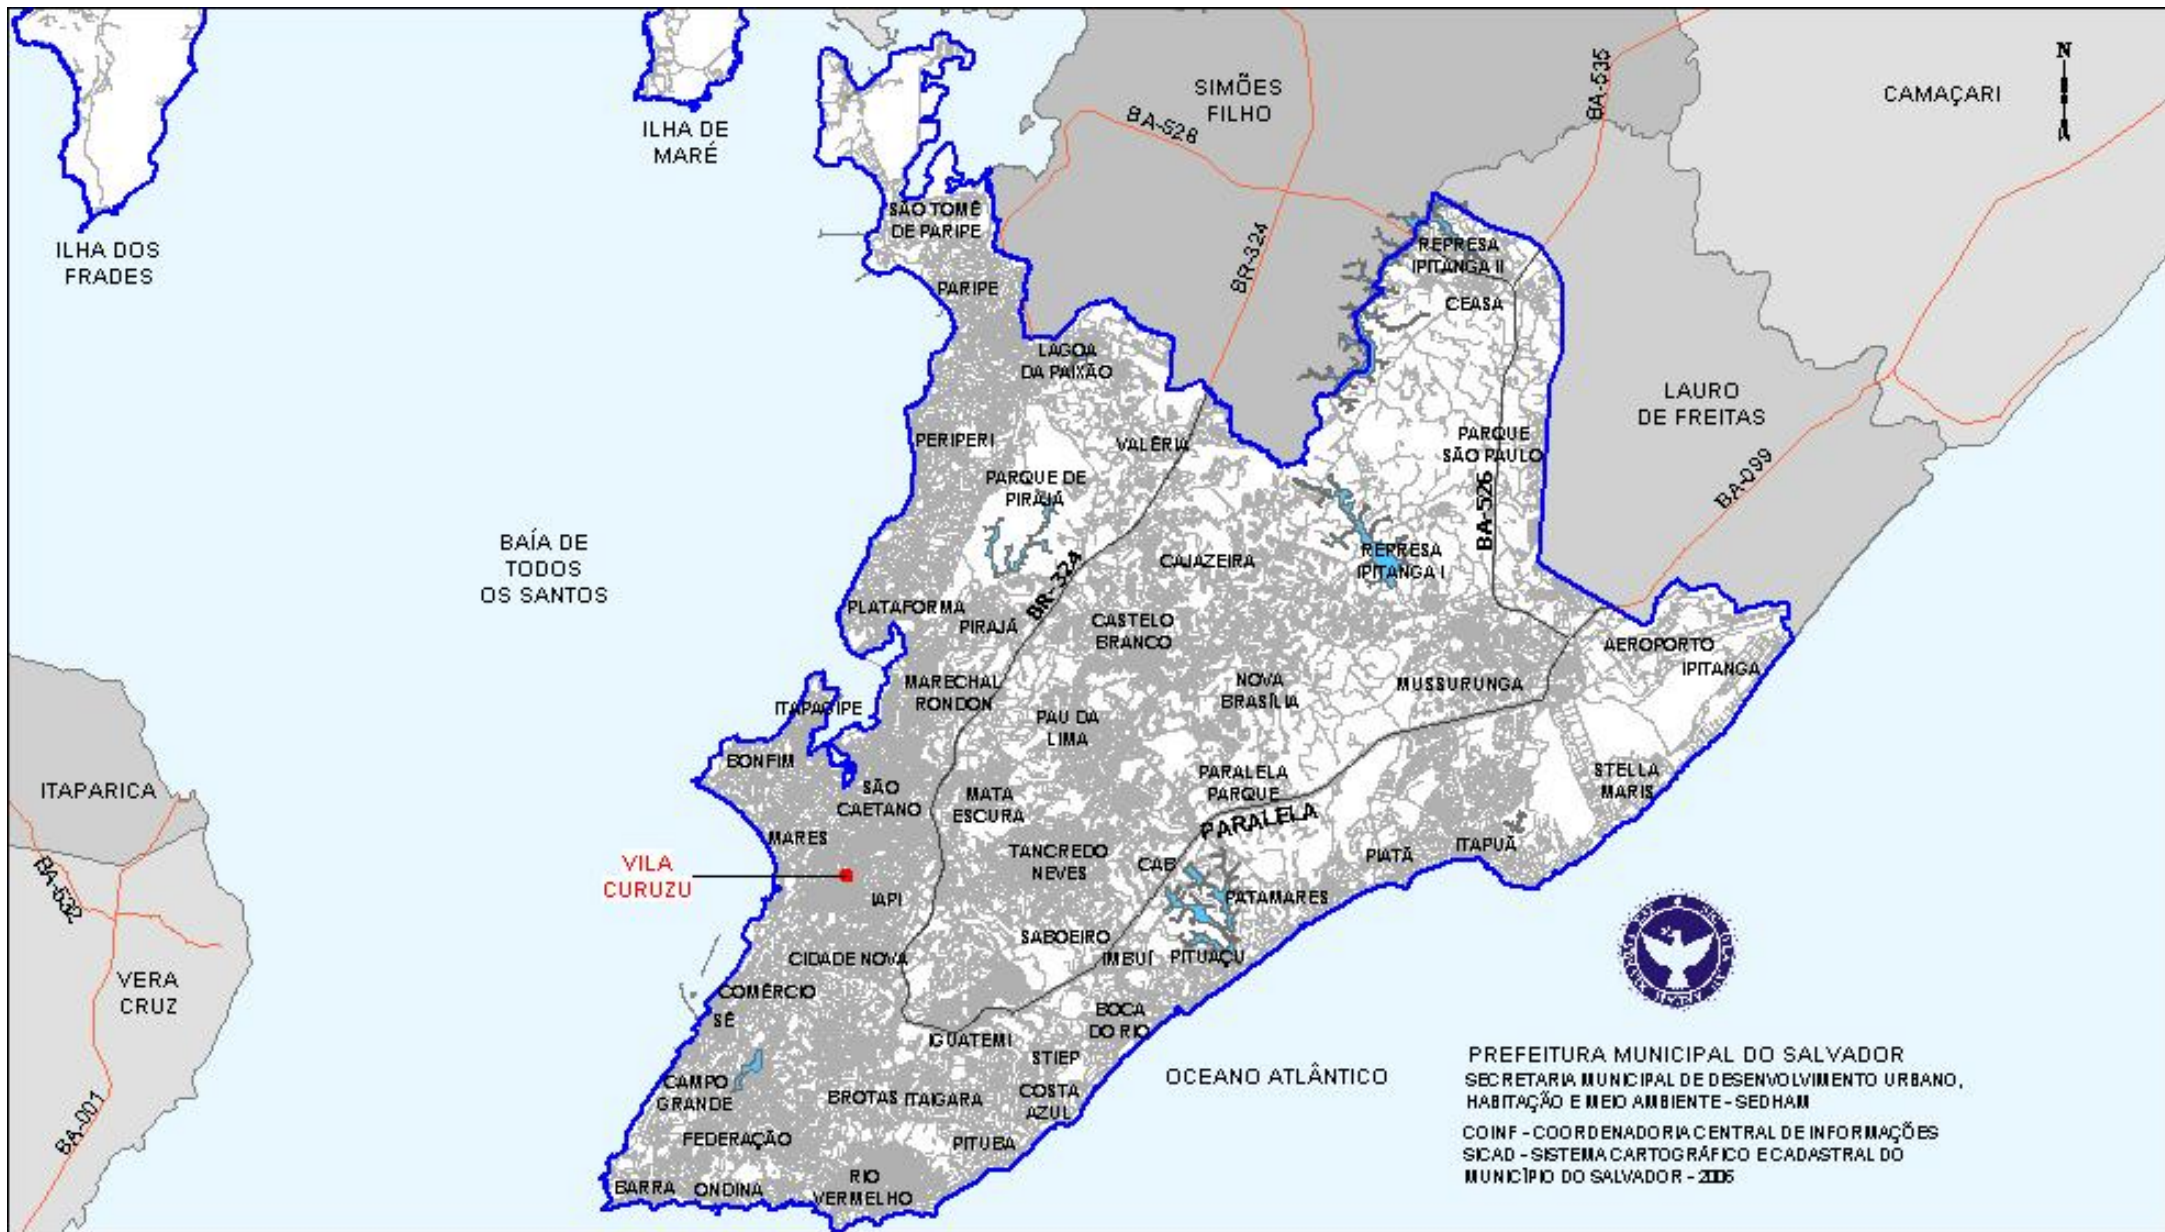 N
SIMÕES
FILHO
BA-535
CAMAÇARI
BA-528
ILHA DE
MARÉ
SÃO TOMÉ
DE PARIPE
ILHA DOS
FRADES
BR-324
REPRESA
IPITANGA II
PARIPE
CEASA
LAGOA
DA PAIXÃO
LAURO
DE FREITAS
PERIPERI
VALÉRIA
PARQUE
SÃO PAULO
PARQUE DE
PIRAJÁ
BA-099
BA-526
BAÍA DE
TODOS
OS SANTOS
CAJAZEIRA
REPRESA
IPITANGA I
BR-324
PLATAFORMA
PIRAJÁ
CASTELO
BRANCO
AEROPORTO
IPITANGA
MARECHAL
RONDON
NOVA
BRASÍLIA
MUSSURUNGA
ITAPAGIPE
PAU DA
LIMA
BONFIM
PARALELA
PARQUE
STELLA
MARIS
ITAPARICA
SÃO
CAETANO
MATA
ESCURA
PARALELA
MARES
ITAPUÃ
TANCREDO
NEVES
CAB
PIATÃ
VILA
CURUZU
BA-532
IAPI
PATAMARES
SABOEIRO
IMBUÍ
PITUAÇU
CIDADE NOVA
VERA
CRUZ
COMÉRCIO
SÉ
BOCA
DO RIO
IGUATEMI
STIEP
OCEANO ATLÂNTICO
CAMPO
GRANDE
BROTAS
ITAIGARA
COSTA
AZUL
BA-001
FEDERAÇÃO
PITUBA
BARRA
ONDINA
RIO
VERMELHO
PREFEITURA MUNICIPAL DO SALVADOR
SECRETARIA MUNICIPAL DE DESENVOLVIMENTO URBANO,
HABITAÇÃO E MEIO AMBIENTE - SEDHAM
COINF - COORDENADORIA CENTRAL DE INFORMAÇÕES
SICAD - SISTEMA CARTOGRÁFICO E CADASTRAL DO
MUNICÍPIO DO SALVADOR - 2006